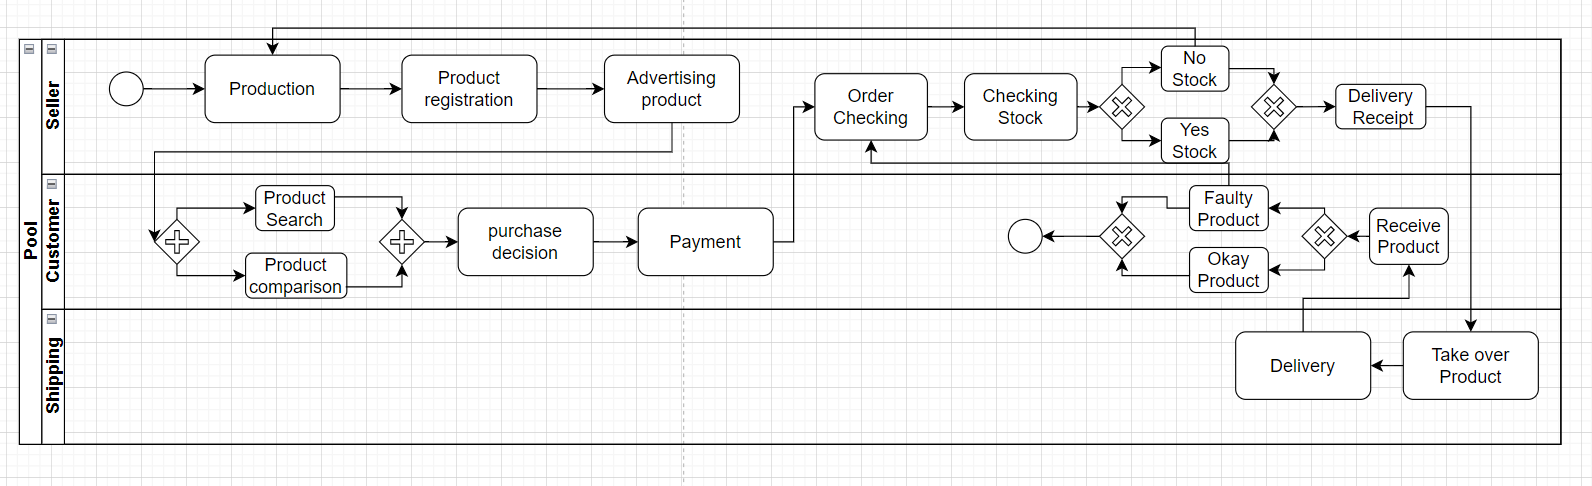 Pool
Seller
Production
Product
registration
Advertising
product
Order
Checking
Checking
Stock
No
Stock
Yes
Stock
Delivery
Receipt
Customer
Product
Search
Product
comparison
purchase
decision
Payment
Faulty
Product
Okay
Product
Receive
Product
Shipping
Delivery
Take over
Product